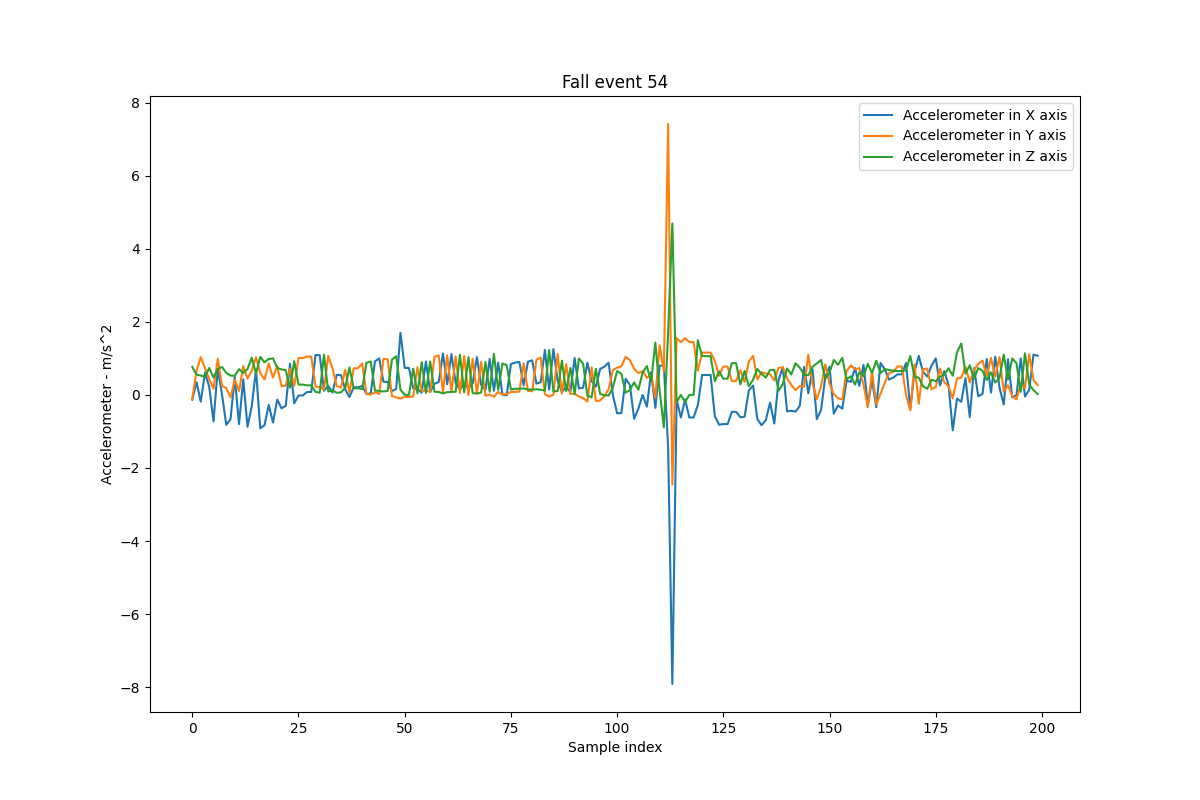 Fall event 54
Accelerometer in X axis
Accelerometer in Y axis
Accelerometer in Z axis
8
6
4
2
0
−2
−4
−6
−8
Accelerometer - m/s^2
0 25 50 75 100 125 150 175 200
Sample index